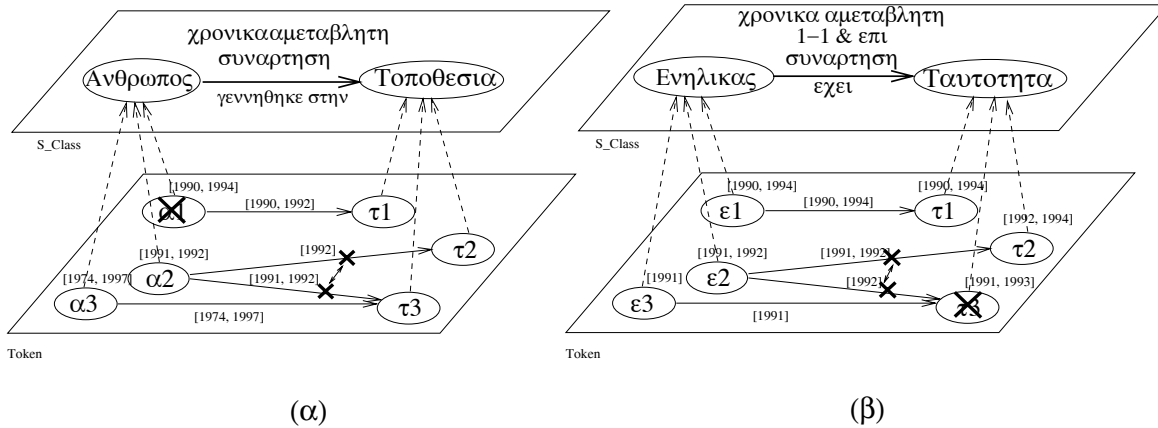 χρονικααμεταβλητη
συναρτηση
Ανθρωπος
Τοποθεσια
γεννηθηκε στην
S_Class
[1990, 1994]
α1
[1990, 1992]
τ1
[1991, 1992]
[1992]
τ2
[1974, 1997]
α2
[1991, 1992]
α3
τ3
[1974, 1997]
Token
(α)
χρονικα αμεταβλητη
1−1 & επι
συναρτηση
Ενηλικας
Ταυτοτητα
εχει
S_Class
[1990, 1994]
[1990, 1994]
ε1
[1990, 1994]
τ1
[1992, 1994]
[1991, 1992]
[1991, 1992]
τ2
[1991]
ε2
[1992]
[1991, 1993]
ε3
τ3
[1991]
Token
(β)